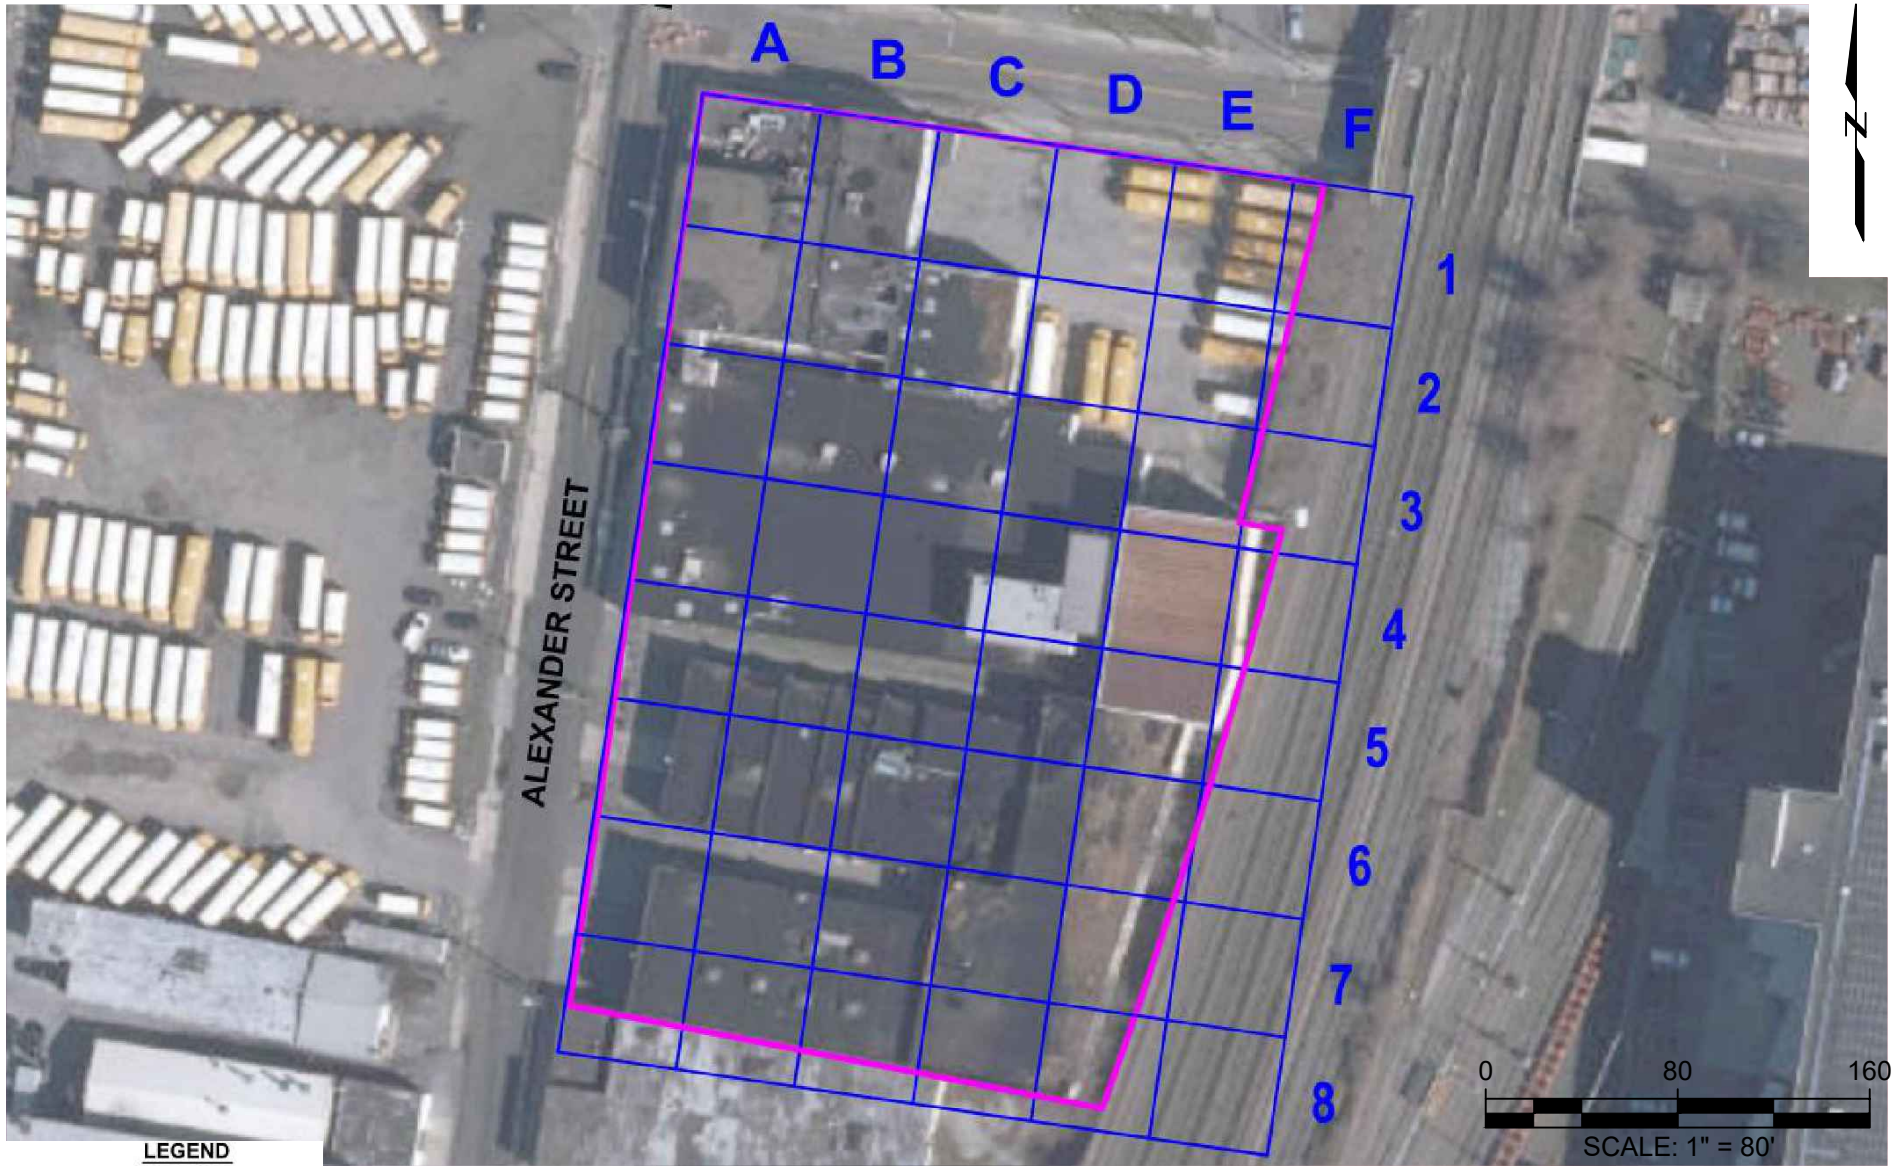 A
B
C
D
E
F
N
1
2
3
4
5
6
7
8
ALEXANDER STREET
0 80 160
SCALE: 1" = 80'
LEGEND